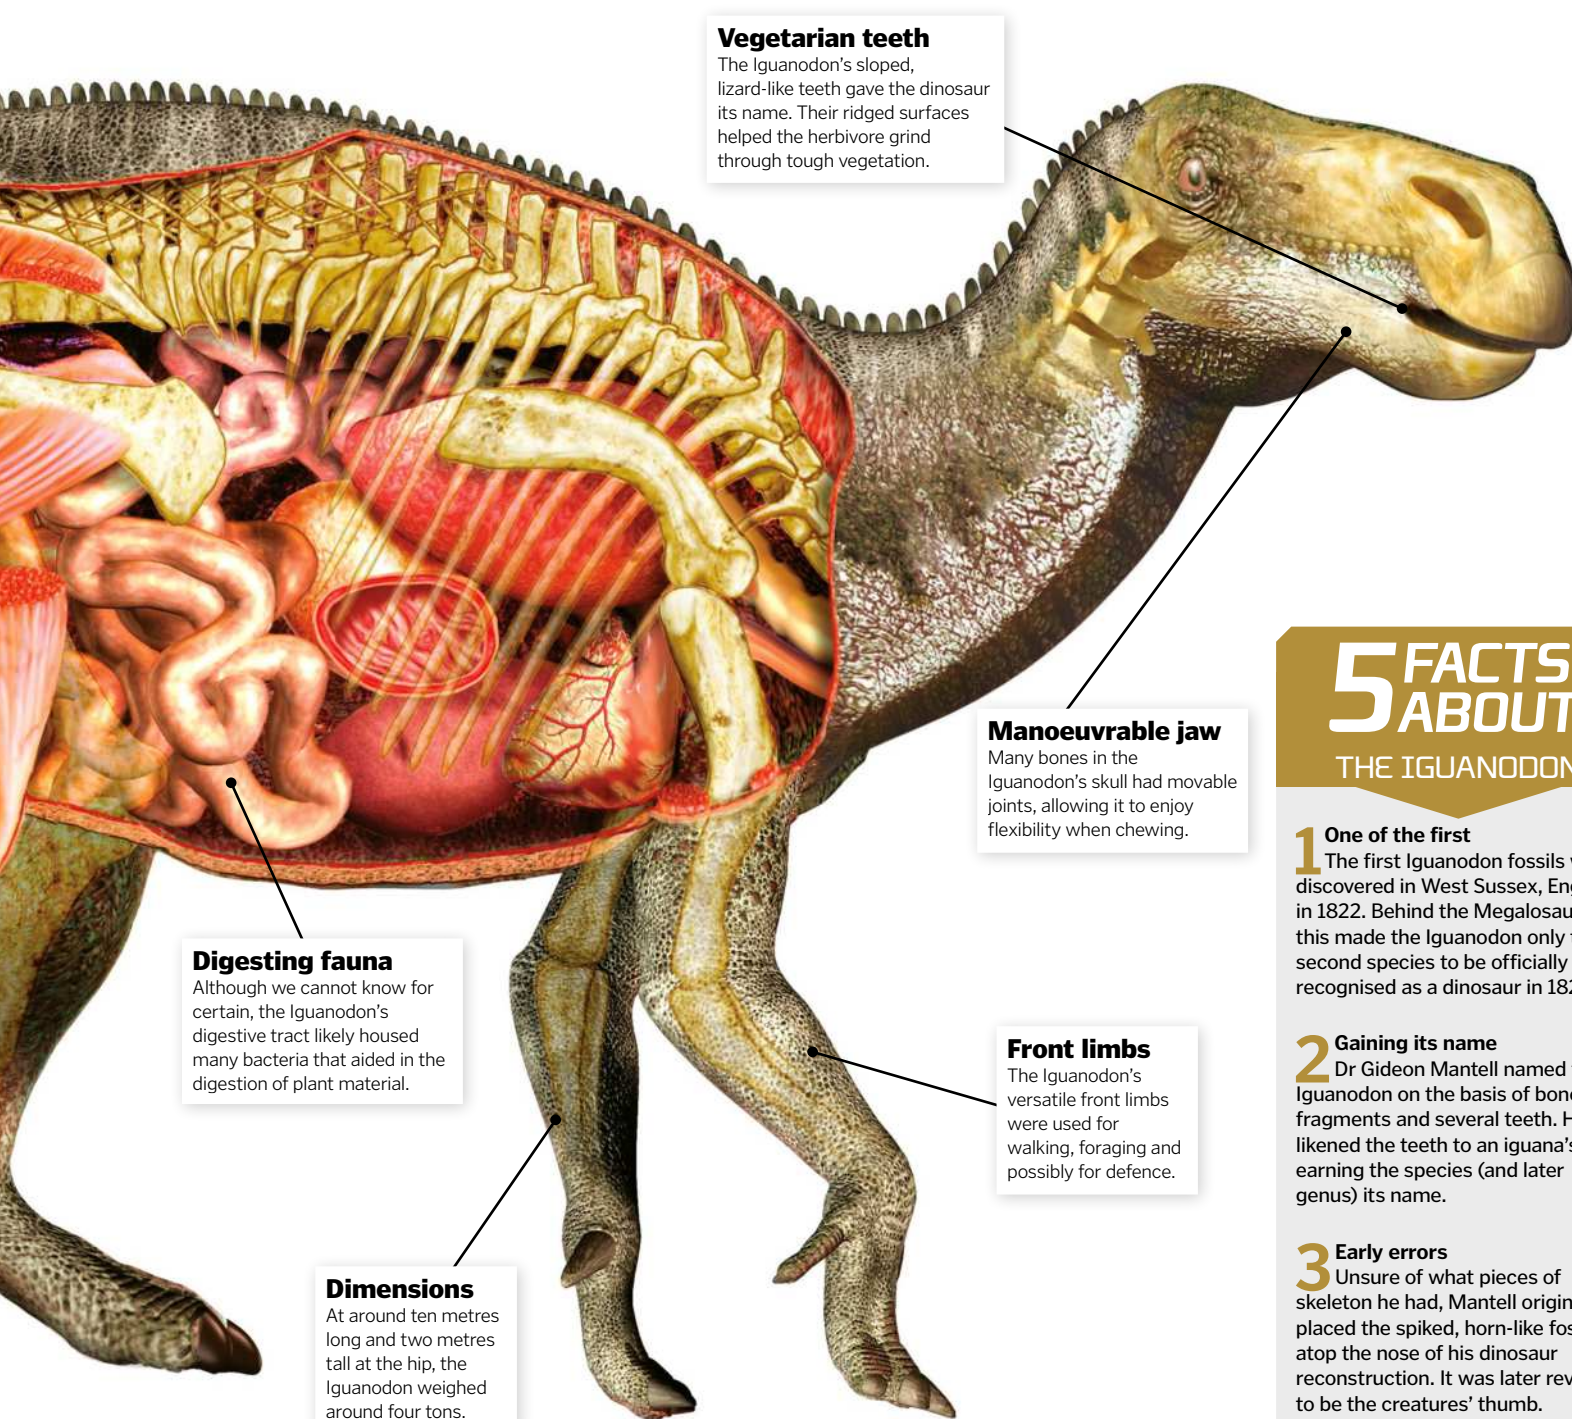 Vegetarian teeth
The Iguanodon's sloped,
lizard-like teeth gave the dinosaur
its name. Their ridged surfaces
helped the herbivore grind
through tough vegetation.
Manoeuvrable jaw
Many bones in the
Iguanodon's skull had movable
joints, allowing it to enjoy
flexibility when chewing.
Digesting fauna
Although we cannot know for
certain, the Iguanodon's
digestive tract likely housed
many bacteria that aided in the
digestion of plant material.
Front limbs
The Iguanodon's
versatile front limbs
were used for
walking, foraging and
possibly for defence.
Dimensions
At around ten metres
long and two metres
tall at the hip, the
Iguanodon weighed
around four tons.
5 FACTS
ABOUT
THE IGUANODON
1 One of the first
The first Iguanodon fossils
discovered in West Sussex,
in 1822. Behind the
this made the Iguanodon only
second species to be officially
recognised as a dinosaur in
2 Gaining its name
Dr Gideon Mantell named
Iguanodon on the basis of
fragments and several teeth.
likened the teeth to an iguana's
earning the species (and later
genus) its name.
3 Early errors
Unsure of what pieces of
skeleton he had, Mantell
placed the spiked, horn-like
atop the nose of his dinosaur
reconstruction. It was later
to be the creatures' thumb.